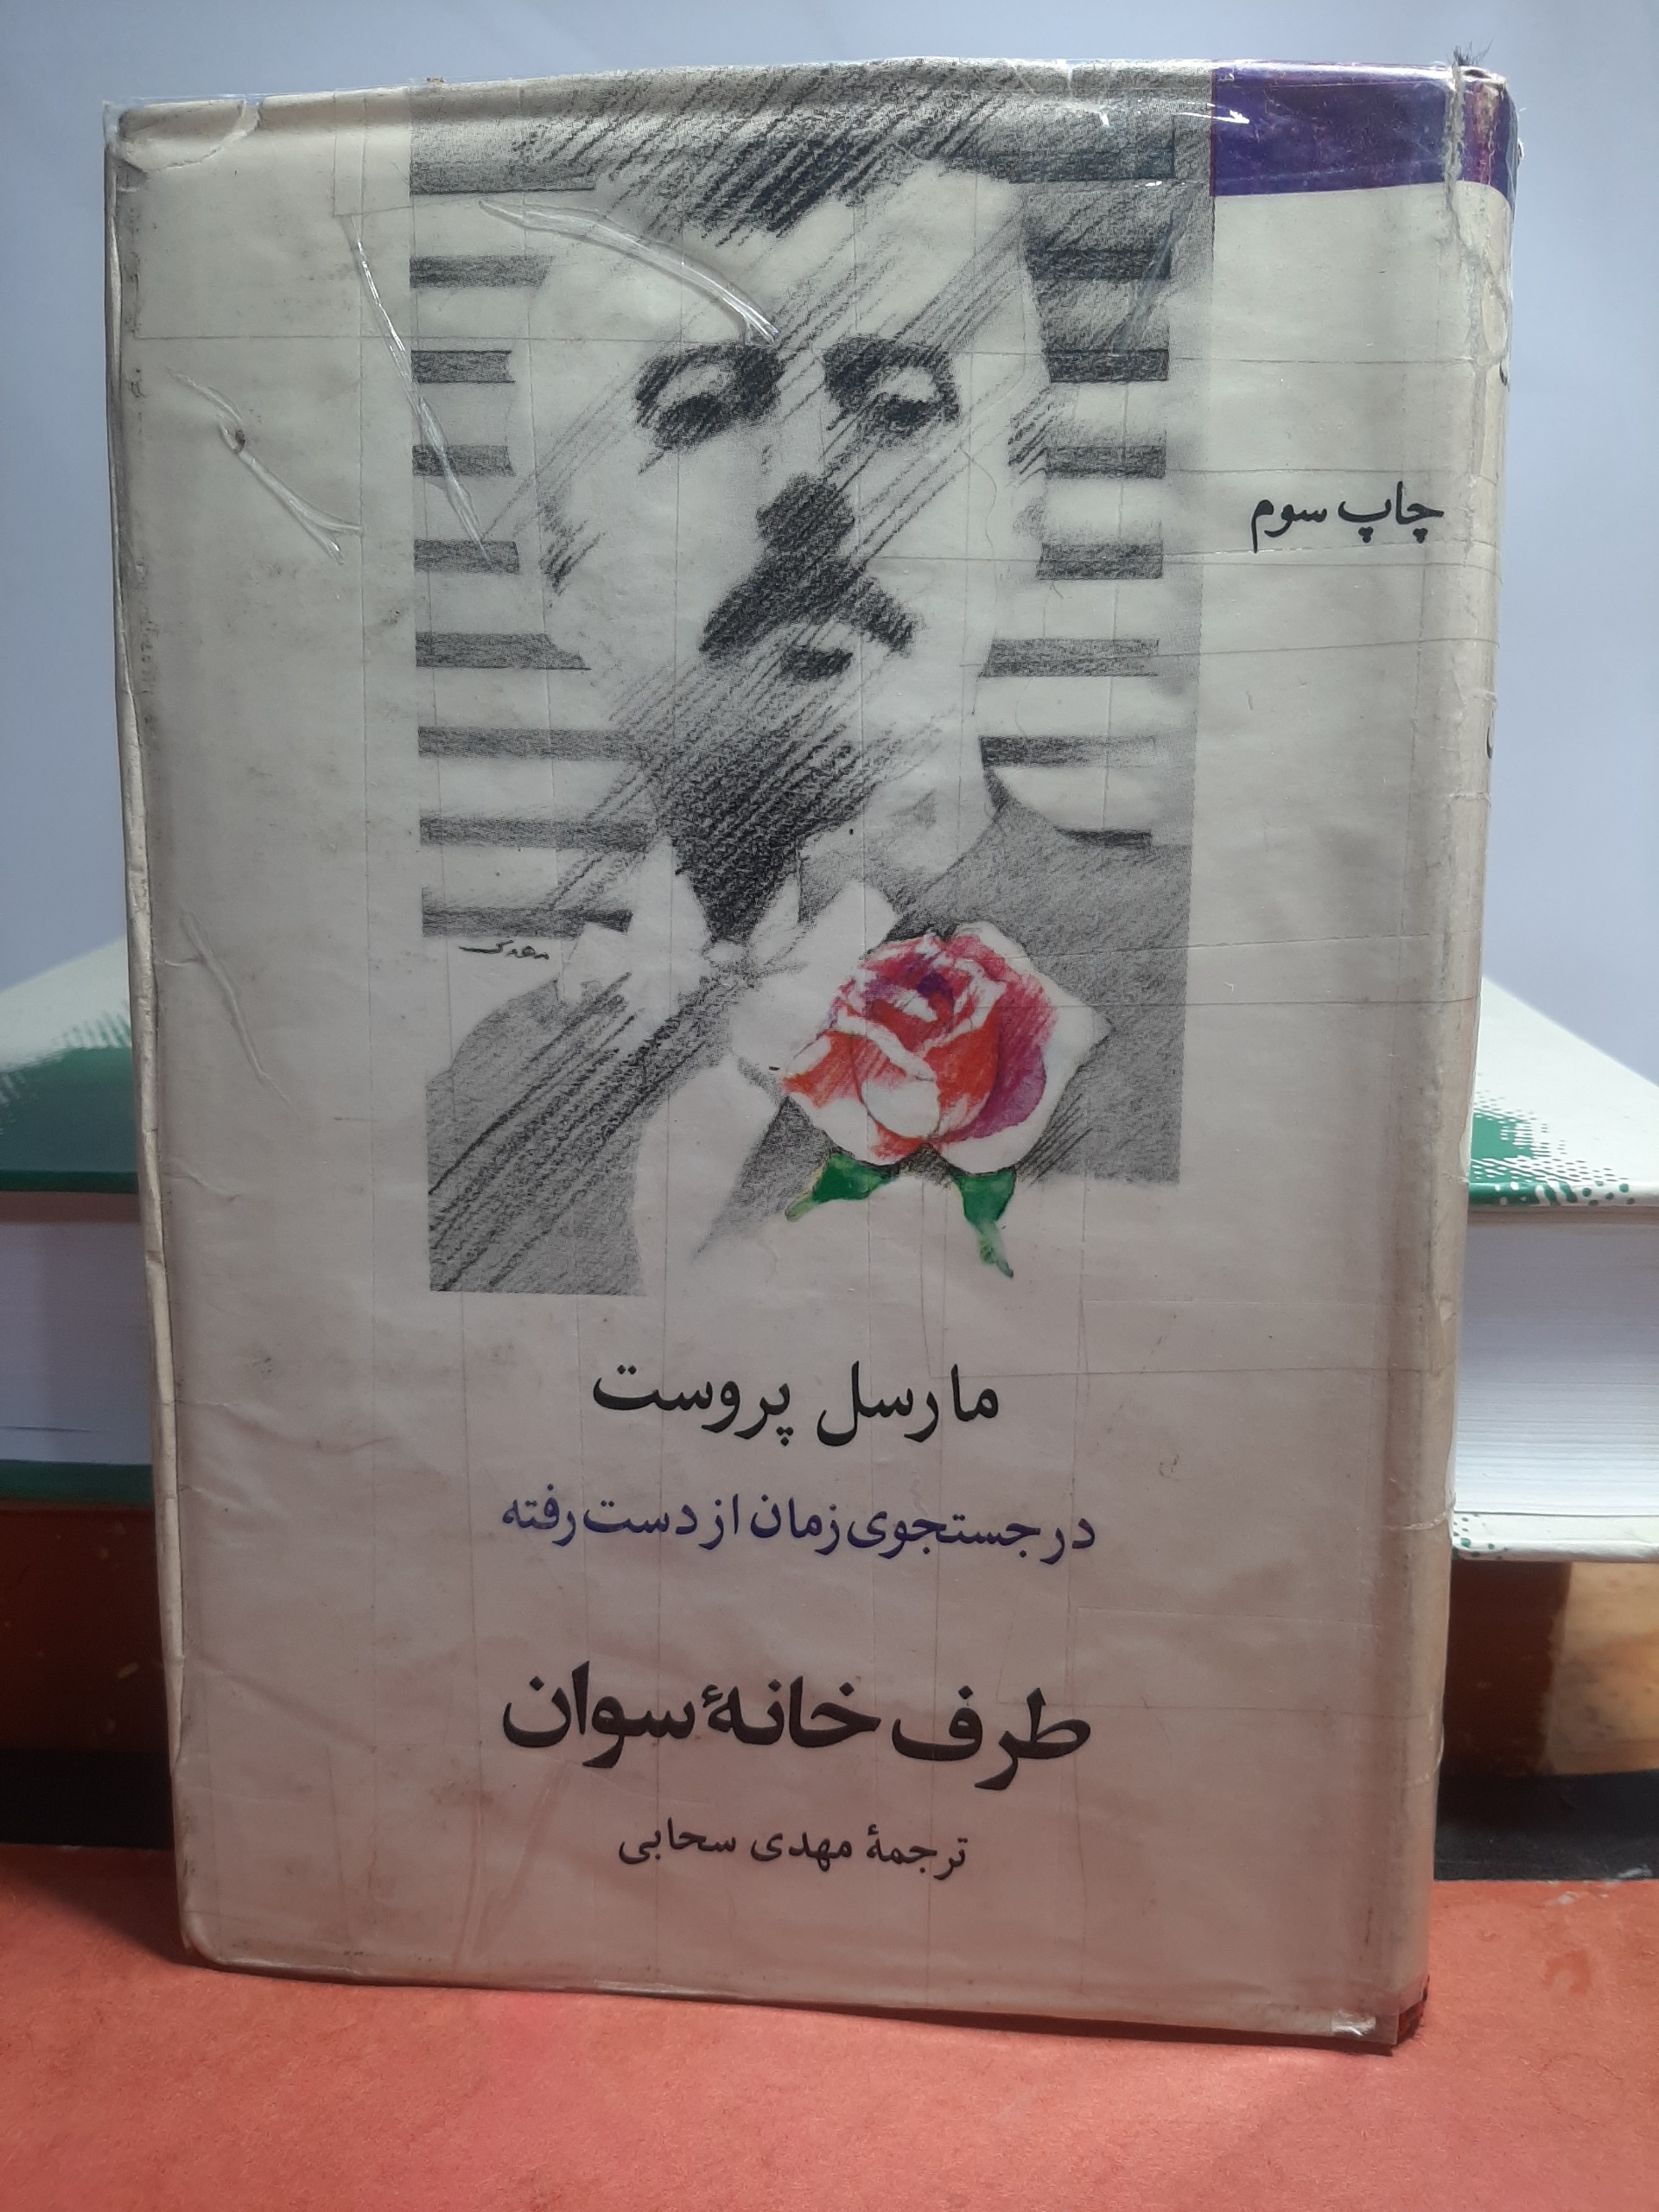 چاپ سوم
مارسل پروست
در جستجوی زمان از دست رفته
طرف خانهٔ سوان
ترجمهٔ مهدی سحابی